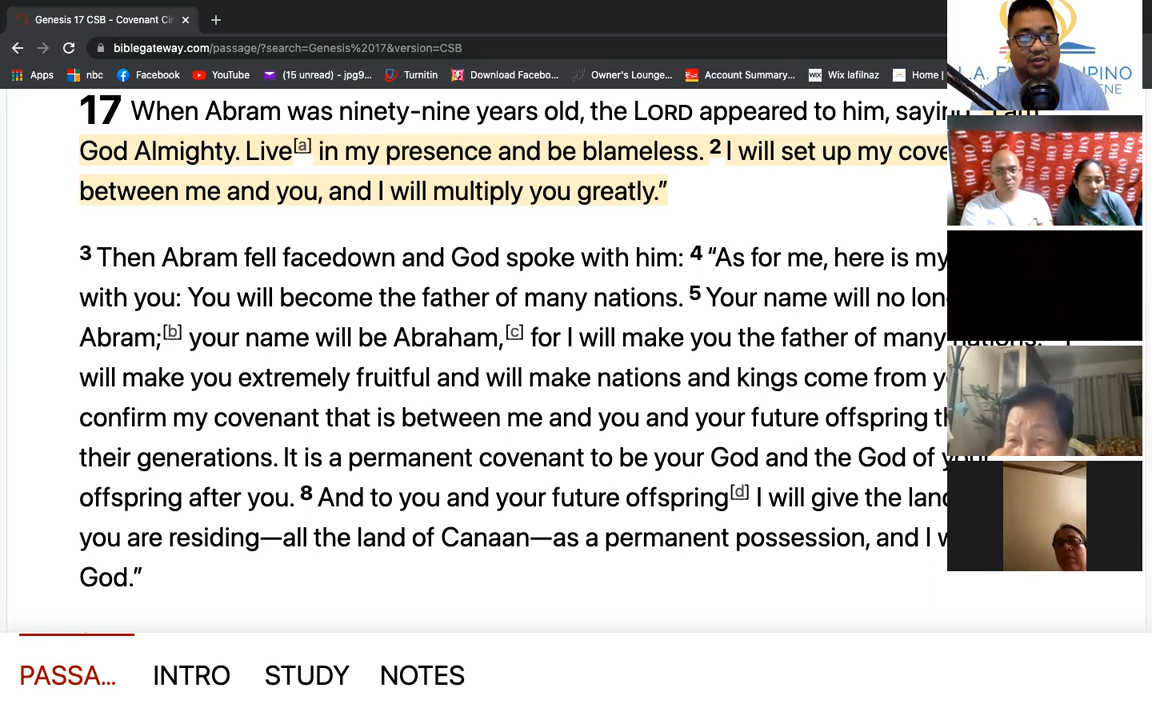 Genesis 17 CSB - Covenant Cir
biblegateway.com/passage/?search=Genesis%2017&version=CSB
Apps nbc Facebook YouTube (15 unread) - jpg9... Turnitin Download Facebo... Owner's Lounge... Account Summary... WIX Wix lafilnaz Home |
17 When Abram was ninety-nine years old, the LORD appeared to him, saying,
God Almighty. Live[a] in my presence and be blameless. 2 I will set up my cove
between me and you, and I will multiply you greatly.”
3 Then Abram fell facedown and God spoke with him: 4 “As for me, here is my
with you: You will become the father of many nations. 5 Your name will no lon
Abram;[b] your name will be Abraham,[c] for I will make you the father of many nations.
will make you extremely fruitful and will make nations and kings come from y
confirm my covenant that is between me and you and your future offspring th
their generations. It is a permanent covenant to be your God and the God of your
offspring after you. 8 And to you and your future offspring[d] I will give the land
you are residing—all the land of Canaan—as a permanent possession, and I w
God.”
PASSA... INTRO STUDY NOTES